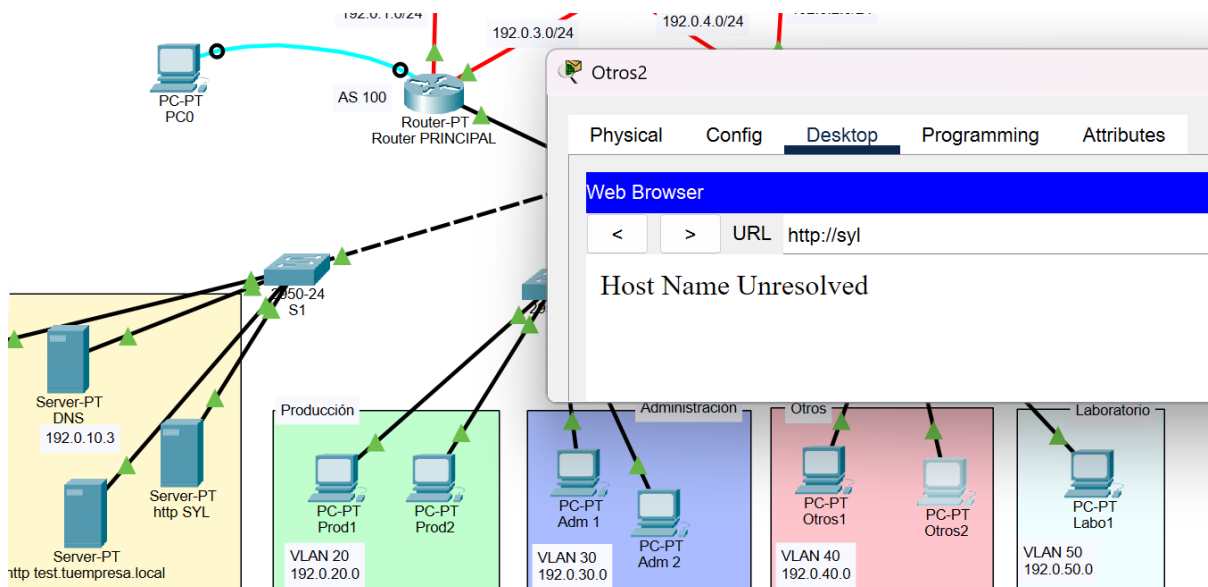 192.0.1.0/24
192.0.3.0/24
192.0.4.0/24
PC-PT
PC0
AS 100
Router-PT
Router PRINCIPAL
Otros2
Physical
Config
Desktop
Programming
Attributes
Web Browser
<
>
URL
http://syl
Host Name Unresolved
2950-24
S1
Server-PT
DNS
192.0.10.3
Server-PT
http SYL
Server-PT
http test.tuempresa.local
Producción
PC-PT
Prod1
PC-PT
Prod2
VLAN 20
192.0.20.0
Administración
PC-PT
Adm 1
PC-PT
Adm 2
VLAN 30
192.0.30.0
Otros
PC-PT
Otros1
PC-PT
Otros2
VLAN 40
192.0.40.0
Laboratorio
PC-PT
Labo1
VLAN 50
192.0.50.0